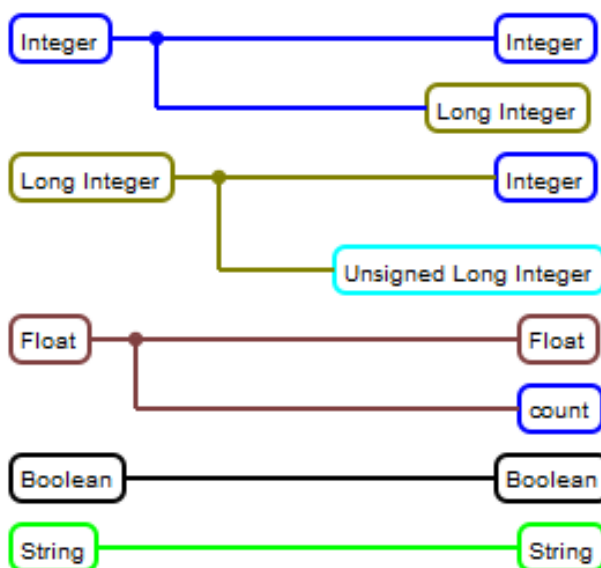 Integer Integer
Long Integer
Long Integer Integer
Unsigned Long Integer
Float Float
count
Boolean Boolean
String String